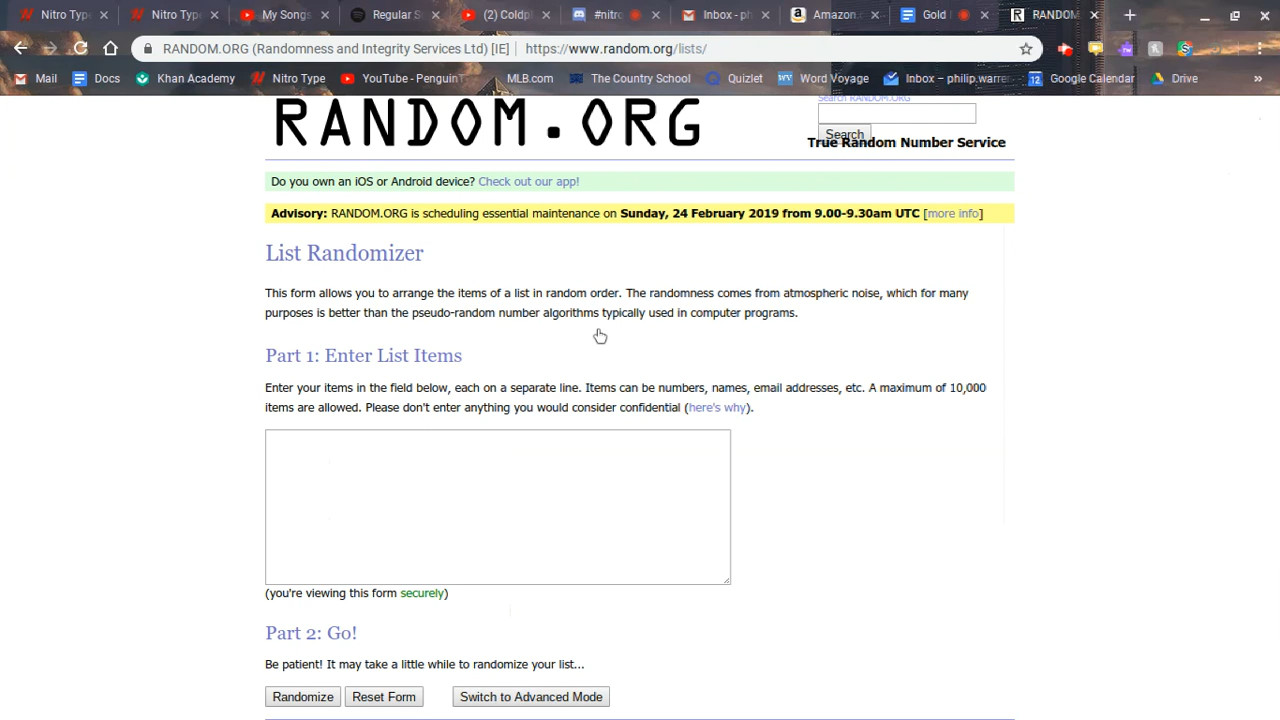 Nitro Type Nitro Type My Songs Regular S (2) Coldpl #nitro Inbox - ph Amazon.c Gold RANDOM
RANDOM.ORG (Randomness and Integrity Services Ltd) [IE] https://www.random.org/lists/
Mail Docs Khan Academy Nitro Type YouTube - PenguinT MLB.com The Country School Quizlet Word Voyage Inbox – philip.warre Google Calendar Drive »
RANDOM.ORG
Search RANDOM.ORG
Search
True Random Number Service
Do you own an iOS or Android device? Check out our app!
Advisory: RANDOM.ORG is scheduling essential maintenance on Sunday, 24 February 2019 from 9.00-9.30am UTC [more info]
List Randomizer
This form allows you to arrange the items of a list in random order. The randomness comes from atmospheric noise, which for many
purposes is better than the pseudo-random number algorithms typically used in computer programs.
Part 1: Enter List Items
Enter your items in the field below, each on a separate line. Items can be numbers, names, email addresses, etc. A maximum of 10,000
items are allowed. Please don't enter anything you would consider confidential (here's why).
(you're viewing this form securely)
Part 2: Go!
Be patient! It may take a little while to randomize your list...
Randomize Reset Form Switch to Advanced Mode